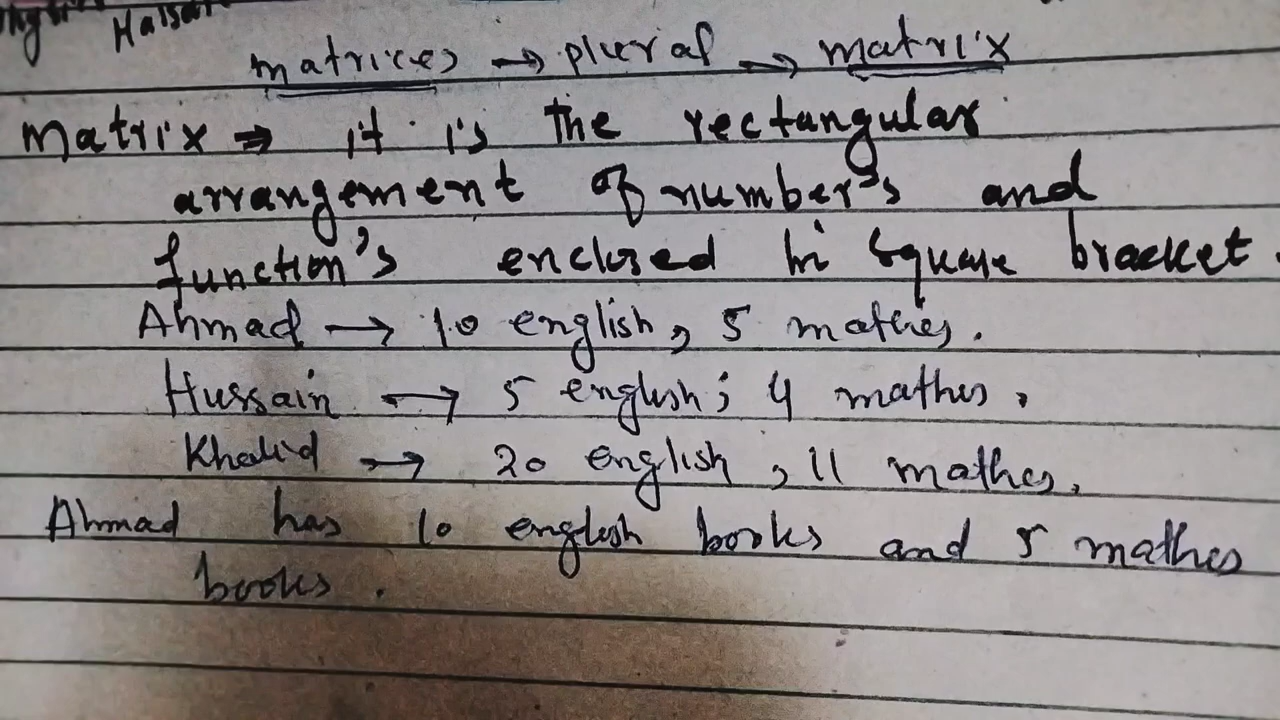 matrices → plural → matrix
Matrix ⇒ it is the rectangular
arrangement of number's and
function's enclosed in square bracket.
Ahmad → 10 english, 5 mathes.
Hussain → 5 english; 4 mathes.
Khalid → 20 english, 11 mathes.
Ahmad has 10 english books and 5 mathes
books.